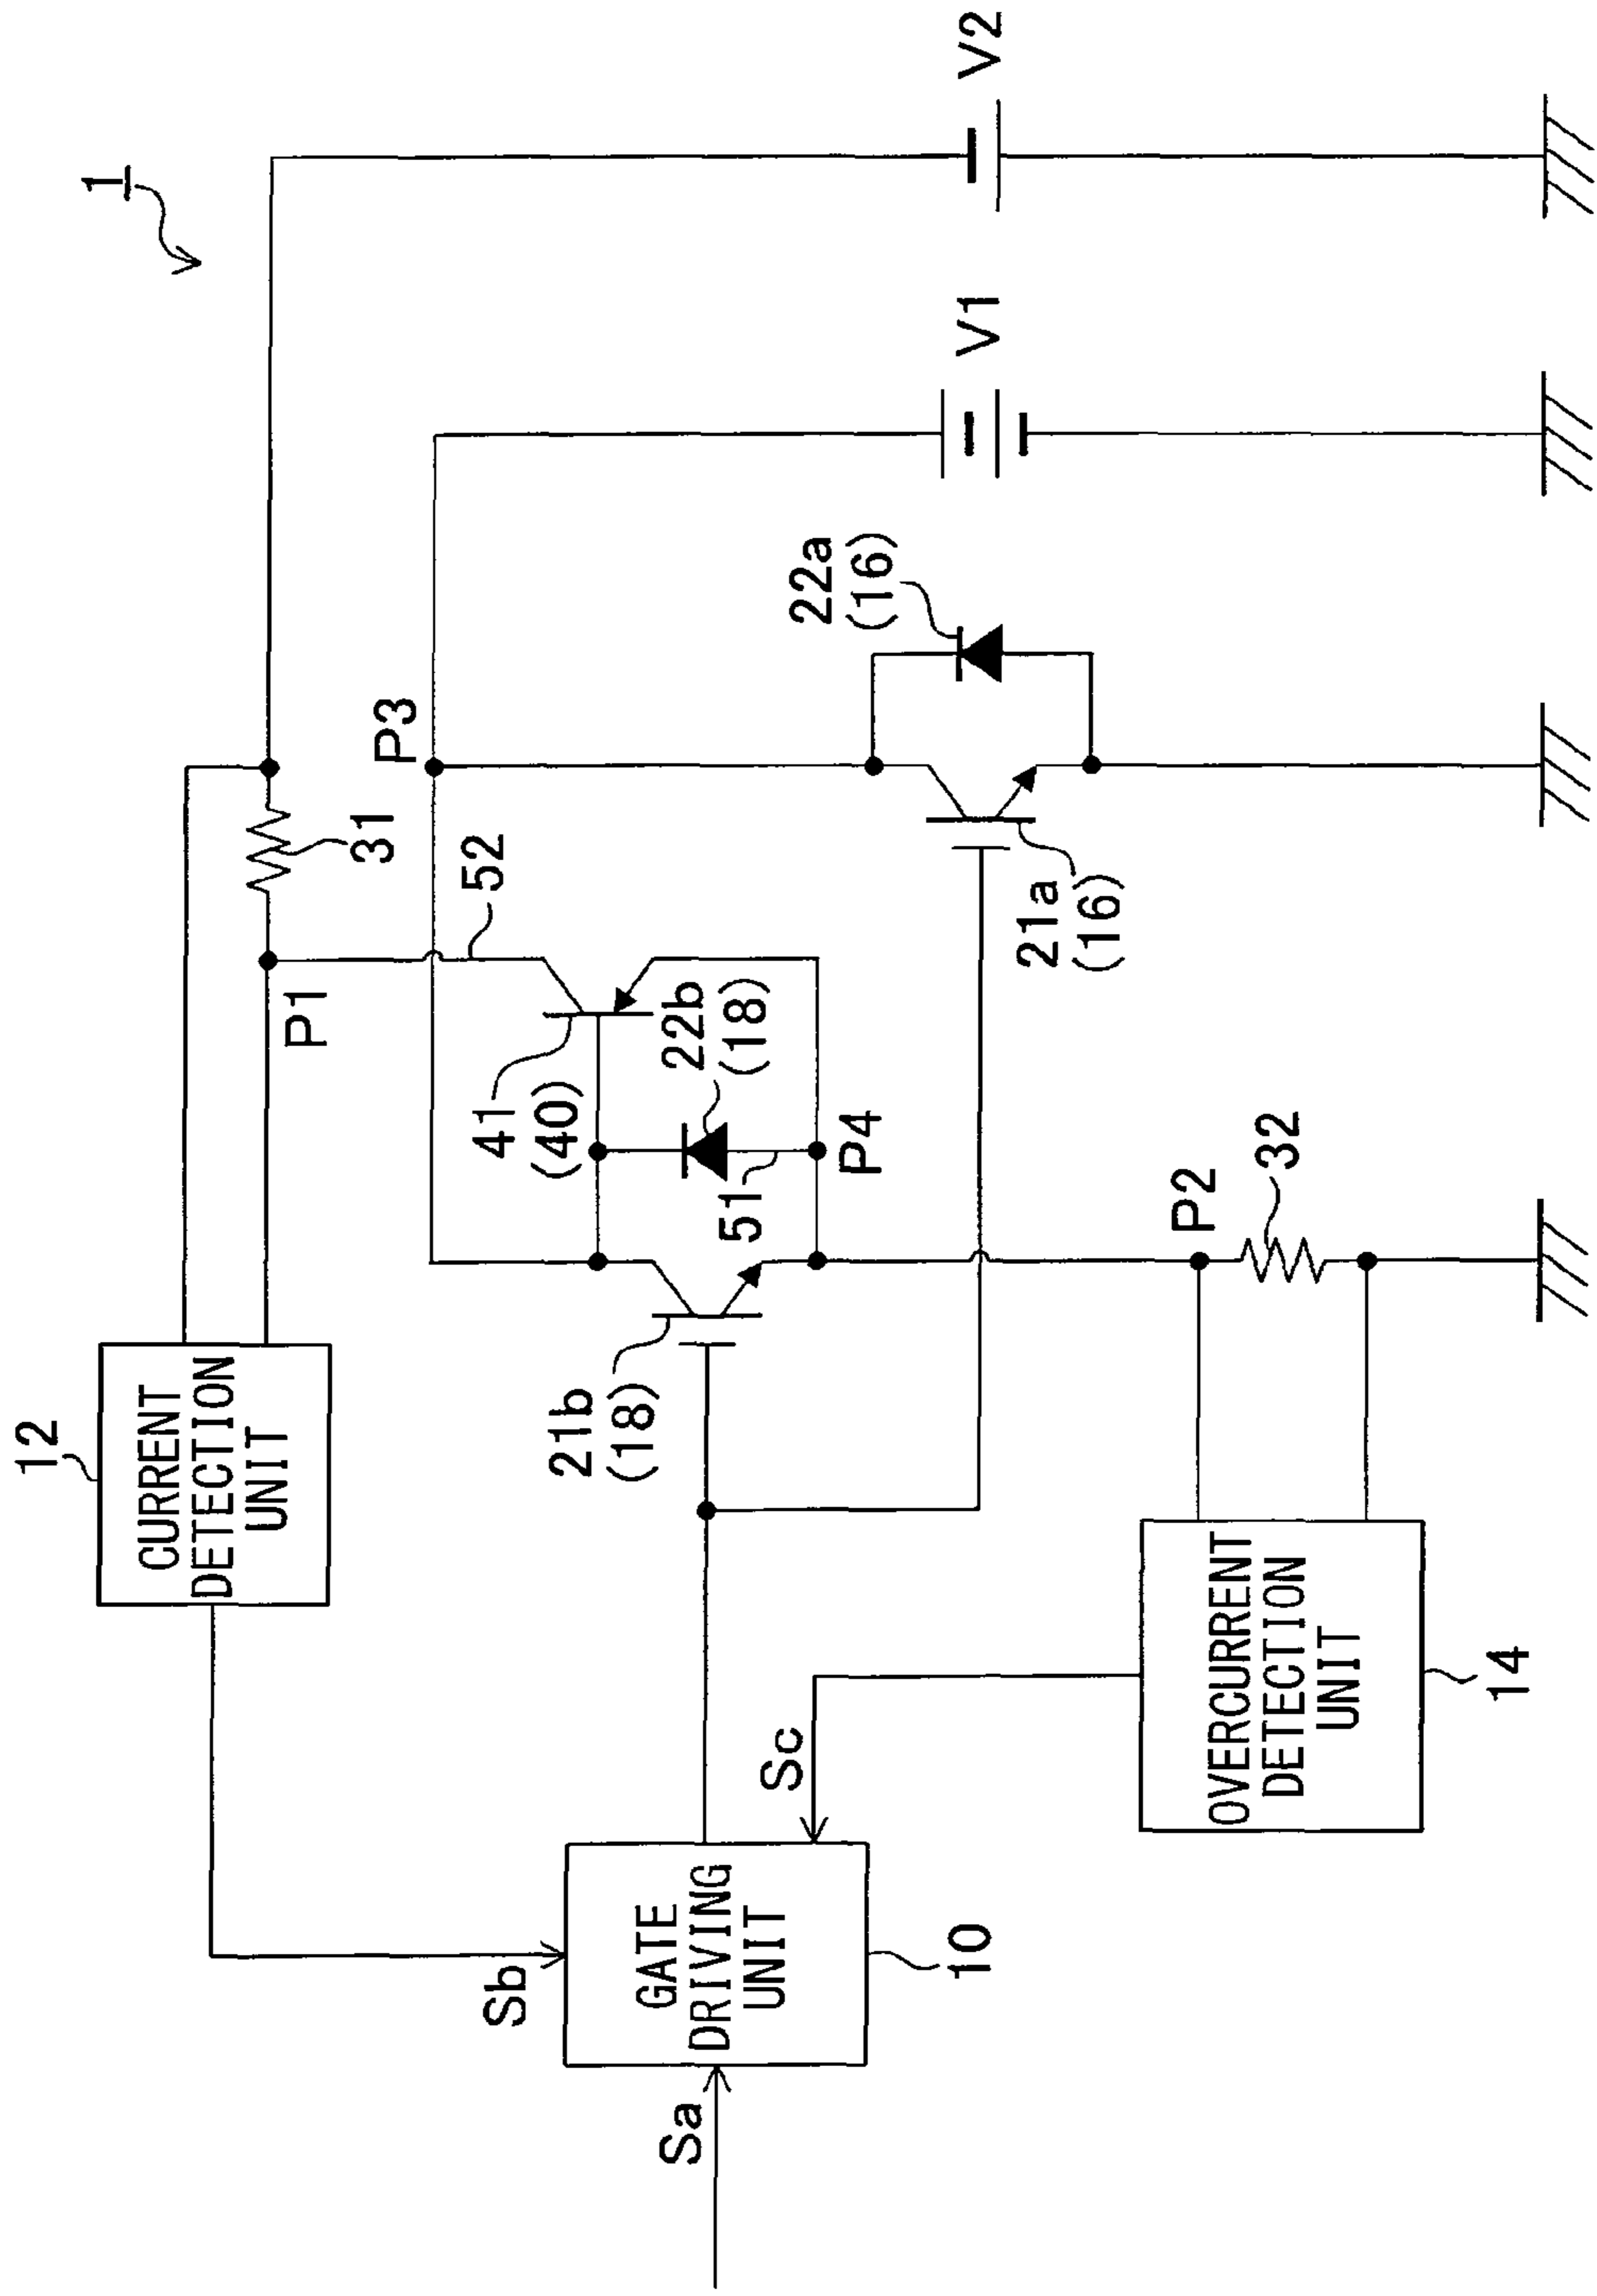 1
12
CURRENT
DETECTION
UNIT
P1
31
P3
52
V1
V2
41
(40)
22b
(18)
51
P4
21b
(18)
22a
(16)
21a
(16)
P2
32
Sb
Sa
Sc
GATE
DRIVING
UNIT
10
OVERCURRENT
DETECTION
UNIT
14